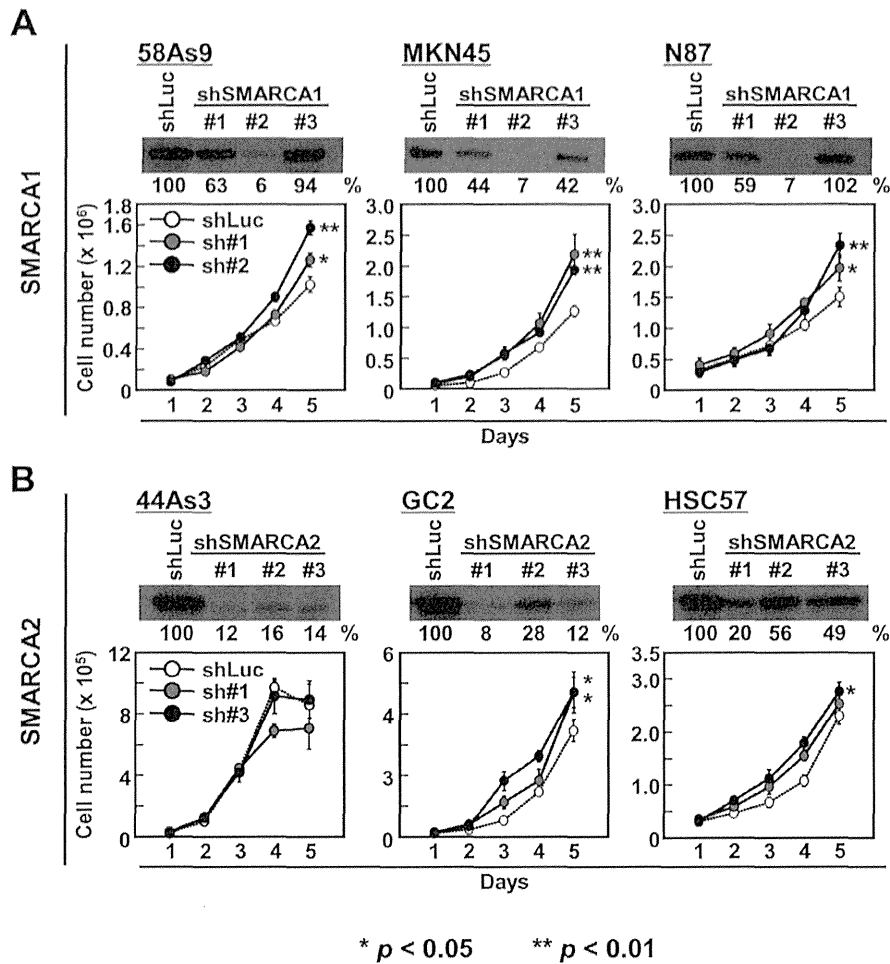 A
SMARCA1
58As9
shLuc
shSMARCA1
#1 #2 #3
100 63 6 94 %
MKN45
shLuc
shSMARCA1
#1 #2 #3
100 44 7 42 %
N87
shLuc
shSMARCA1
#1 #2 #3
100 59 7 102 %
Cell number (x 10⁶)
1.8
1.6
1.2
0.8
0.4
0
shLuc
sh#1
sh#2
**
*
1 2 3 4 5
3.0
2.5
2.0
1.5
1.0
0.5
0
**
**
1 2 3 4 5
3.0
2.5
2.0
1.5
1.0
0.5
0
**
*
1 2 3 4 5
Days
B
SMARCA2
44As3
shLuc
shSMARCA2
#1 #2 #3
100 12 16 14 %
GC2
shLuc
shSMARCA2
#1 #2 #3
100 8 28 12 %
HSC57
shLuc
shSMARCA2
#1 #2 #3
100 20 56 49 %
Cell number (x 10⁵)
12
8
4
0
shLuc
sh#1
sh#3
1 2 3 4 5
6
3
0
*
*
1 2 3 4 5
3.5
3.0
2.0
1.0
0
*
1 2 3 4 5
Days
* p < 0.05 ** p < 0.01